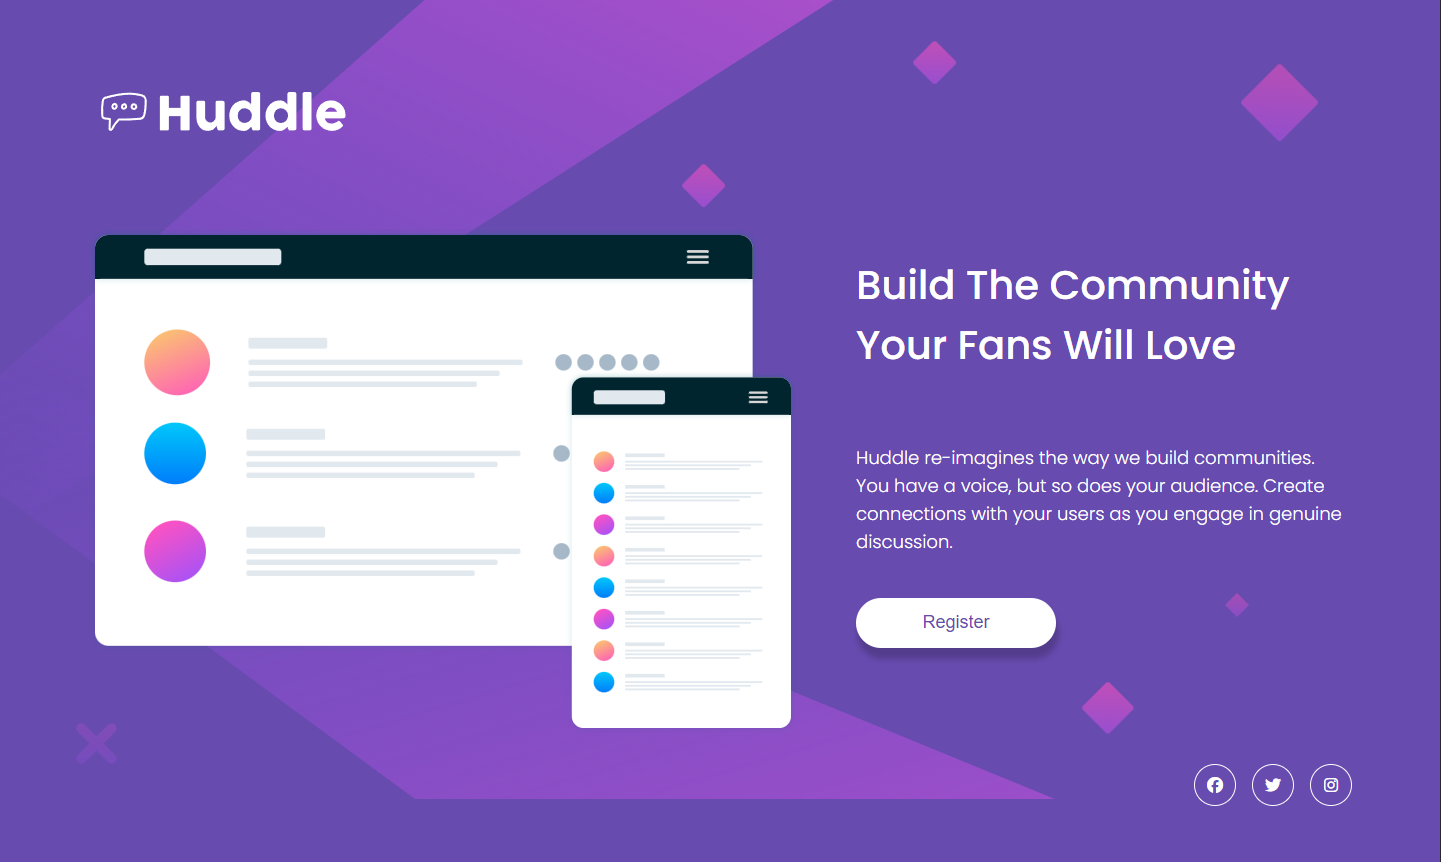 Huddle
Build The Community
Your Fans Will Love
Huddle re-imagines the way we build communities.
You have a voice, but so does your audience. Create
connections with your users as you engage in genuine
discussion.
Register